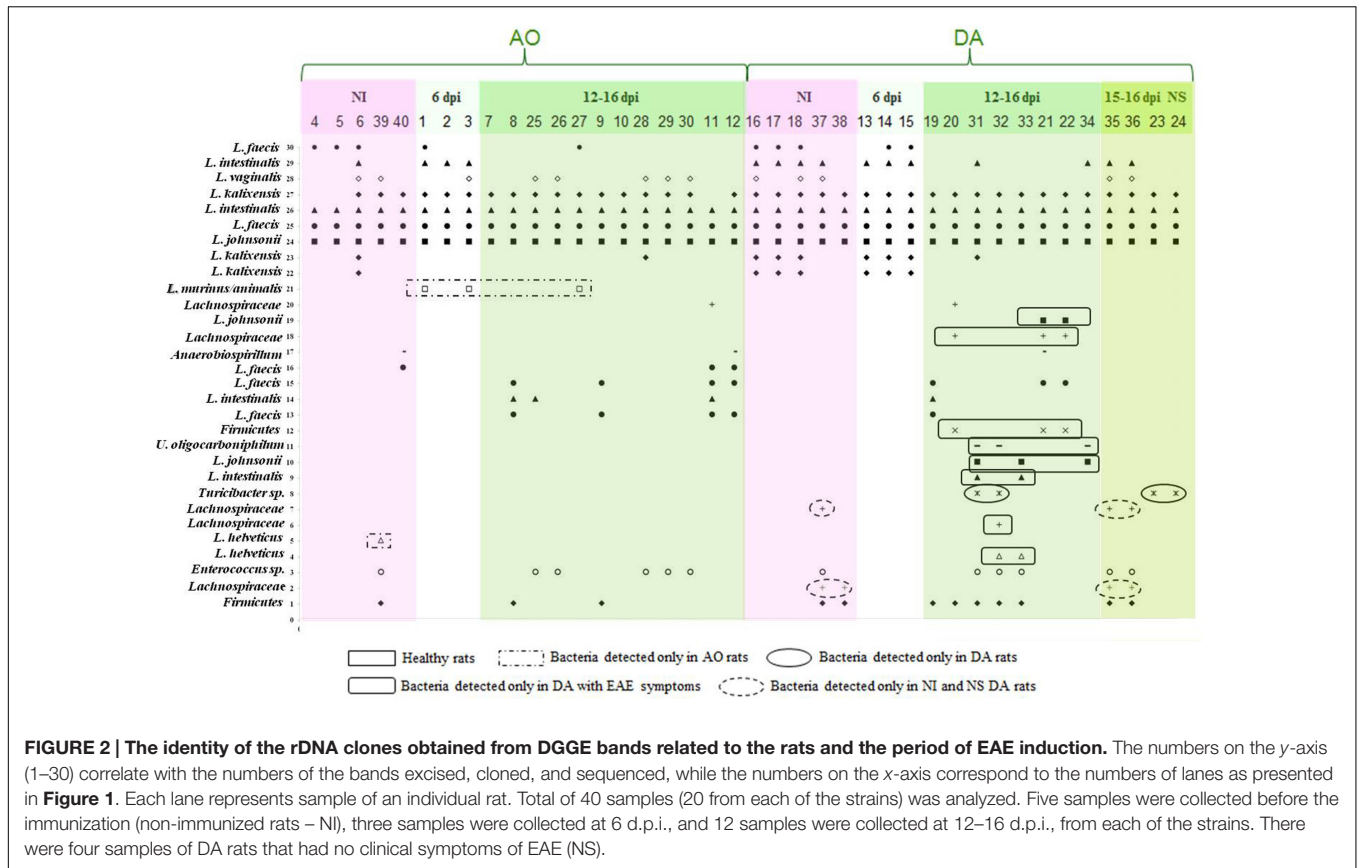 AO DA
NI 6 dpi 12-16 dpi NI 6 dpi 12-16 dpi 15-16 dpi NS
4 5 6 39 40 1 2 3 7 8 25 26 27 9 10 28 29 30 11 12 16 17 18 37 38 13 14 15 19 20 31 32 33 21 22 34 35 36 23 24
L. faecis 30
L. intestinalis 29
L. vaginalis 28
L. kalixensis 27
L. intestinalis 26
L. faecis 25
L. johnsonii 24
L. kalixensis 23
L. kalixensis 22
L. murinus/animalis 21
Lachnospiraceae 20
L. johnsonii 19
Lachnospiraceae 18
Anaerobiospirillum 17
L. faecis 16
L. faecis 15
L. intestinalis 14
L. faecis 13
Firmicutes 12
U. oligocarboniphilum 11
L. johnsonii 10
L. intestinalis 9
Turicibacter sp. 8
Lachnospiraceae 7
Lachnospiraceae 6
L. helveticus 5
L. helveticus 4
Enterococcus sp. 3
Lachnospiraceae 2
Firmicutes 1
0
Healthy rats Bacteria detected only in AO rats Bacteria detected only in DA rats
Bacteria detected only in DA with EAE symptoms Bacteria detected only in NI and NS DA rats
FIGURE 2 | The identity of the rDNA clones obtained from DGGE bands related to the rats and the period of EAE induction. The numbers on the y-axis
(1–30) correlate with the numbers of the bands excised, cloned, and sequenced, while the numbers on the x-axis correspond to the numbers of lanes as presented
in Figure 1. Each lane represents sample of an individual rat. Total of 40 samples (20 from each of the strains) was analyzed. Five samples were collected before the
immunization (non-immunized rats – NI), three samples were collected at 6 d.p.i., and 12 samples were collected at 12–16 d.p.i., from each of the strains. There
were four samples of DA rats that had no clinical symptoms of EAE (NS).